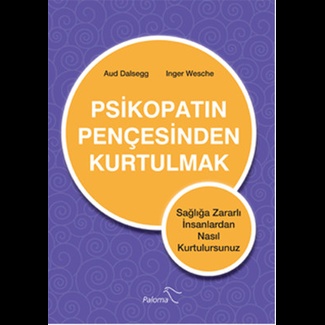 Aud Dalsegg Inger Wesche
PSİKOPATIN
PENÇESİNDEN
KURTULMAK
Sağlığa Zararlı
İnsanlardan
Nasıl
Kurtulursunuz
Paloma